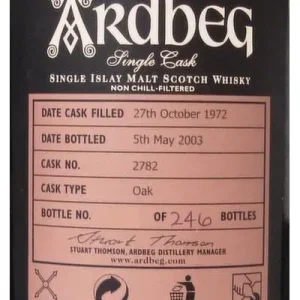 ARDBEG
Single Cask
SINGLE ISLAY MALT SCOTCH WHISKY
NON CHILL-FILTERED
DATE CASK FILLED 27th October 1972
DATE BOTTLED 5th May 2003
CASK NO. 2782
CASK TYPE Oak
BOTTLE NO. OF 246 BOTTLES
Stuart Thomson
STUART THOMSON, ARDBEG DISTILLERY MANAGER
www.ardbeg.com